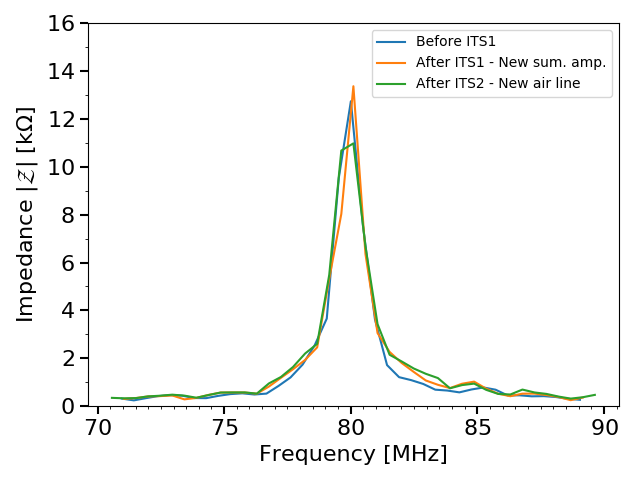 Before ITS1
After ITS1 - New sum. amp.
After ITS2 - New air line
Impedance |𝒵| [kΩ]
16
14
12
10
8
6
4
2
0
70 75 80 85 90
Frequency [MHz]